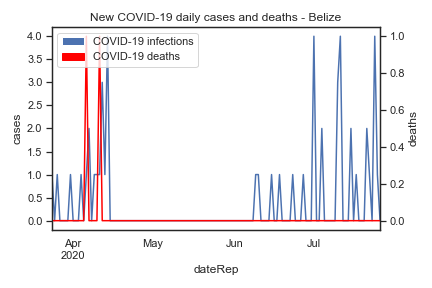 New COVID-19 daily cases and deaths - Belize
COVID-19 infections
COVID-19 deaths
4.0
3.5
3.0
2.5
2.0
1.5
1.0
0.5
0.0
cases
1.0
0.8
0.6
0.4
0.2
0.0
deaths
Apr
2020
May
Jun
Jul
dateRep